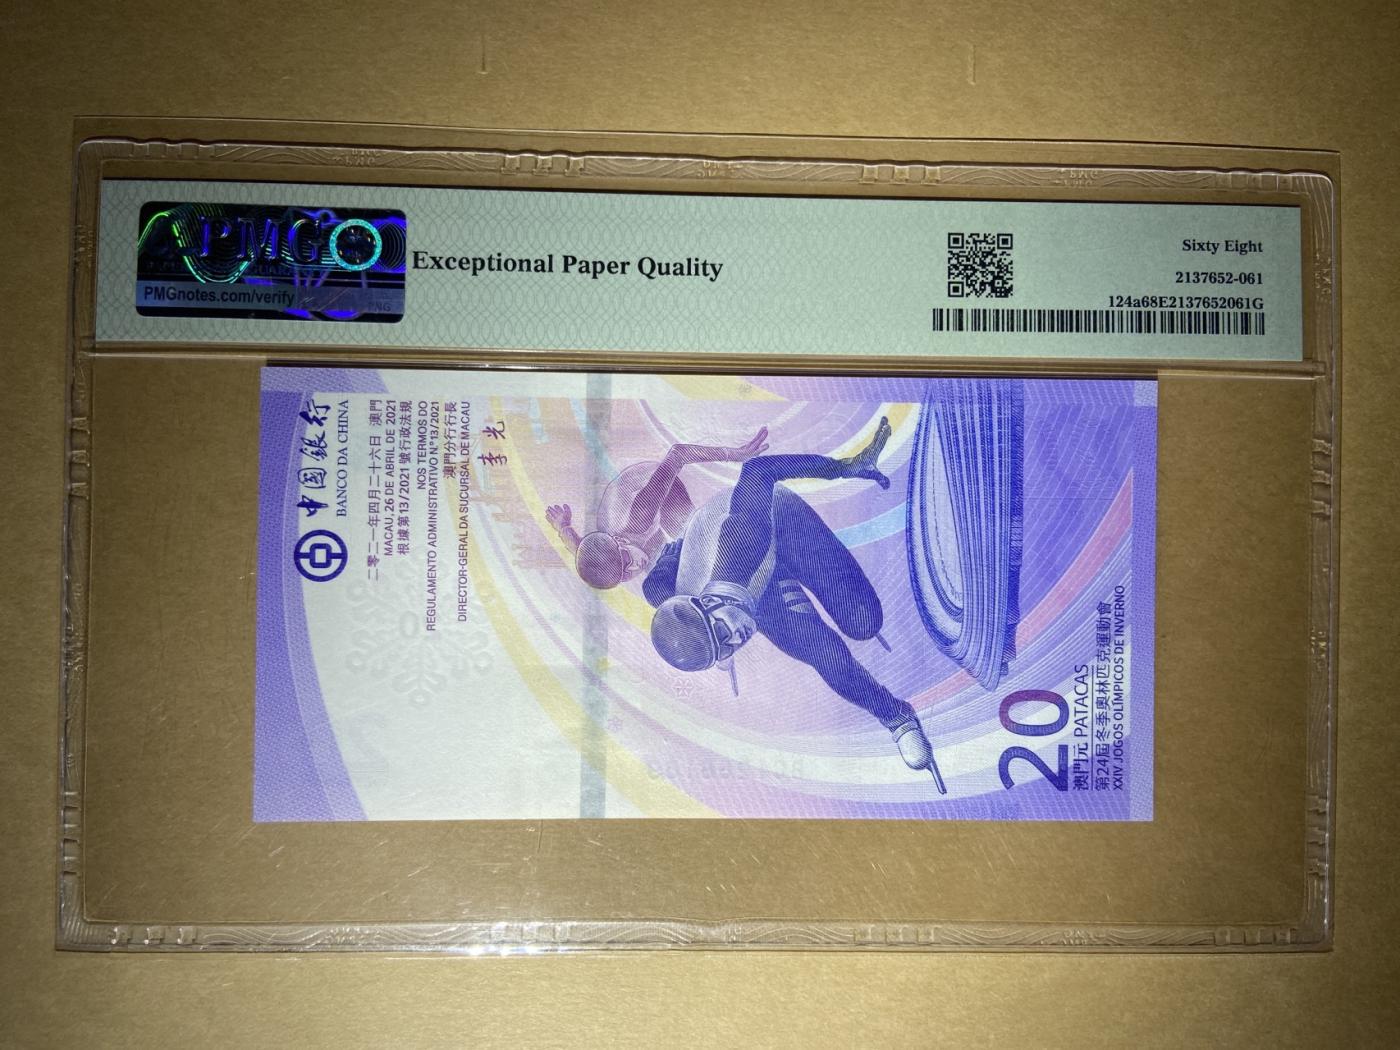 PMG
PMGnotes.com/verify
Exceptional Paper Quality
Sixty Eight
2137652-061
124a68E2137652061G
中国银行
BANCO DA CHINA
二零二一年四月二十六日 澳門
MACAU, 26 DE ABRIL DE 2021
根據第13/2021號行政法規
NOS TERMOS DO
REGULAMENTO ADMINISTRATIVO N.º 13/2021
澳門分行行長
DIRECTOR-GERAL DA SUCURSAL DE MACAU
李光
20
澳門元 PATACAS
第24屆冬季奧林匹克運動會
XXIV JOGOS OLÍMPICOS DE INVERNO